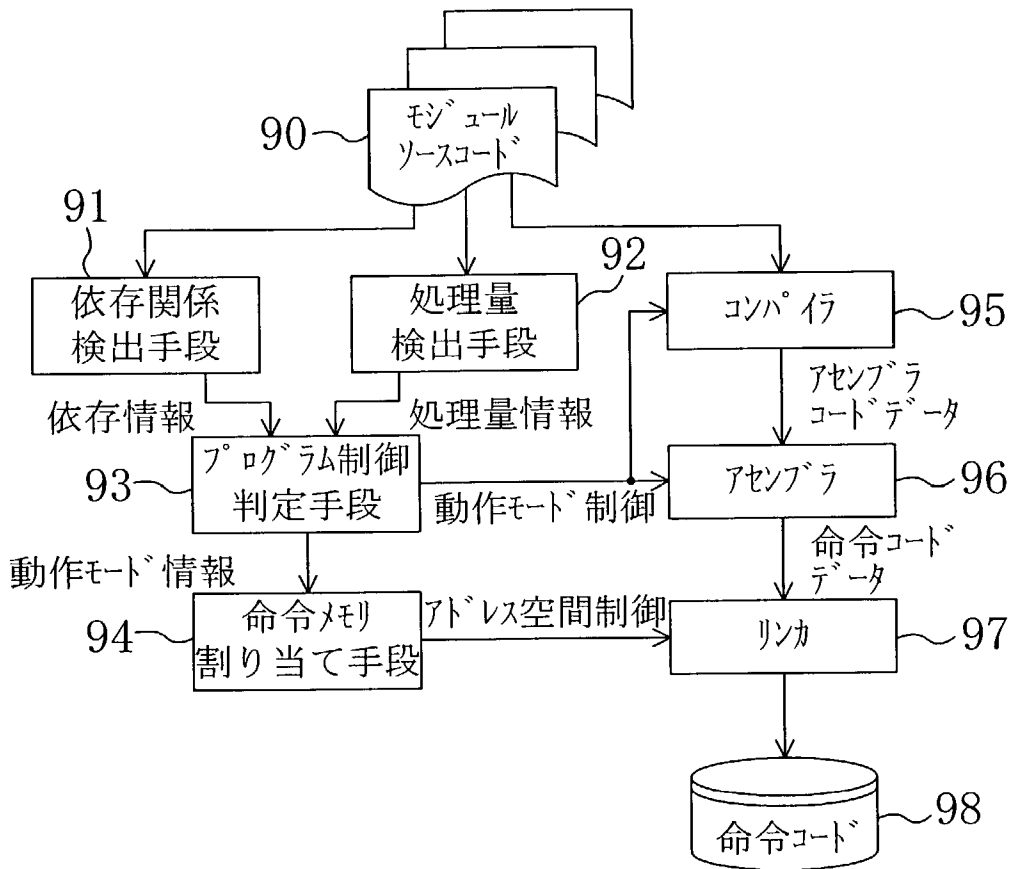 モジュール
ソースコード
90
91
92
依存関係
検出手段
処理量
検出手段
コンパイラ
95
依存情報
処理量情報
アセンブラ
コードデータ
93
プログラム制御
判定手段
動作モード制御
アセンブラ
96
動作モード情報
命令コード
データ
94
命令メモリ
割り当て手段
アドレス空間制御
リンカ
97
命令コード
98